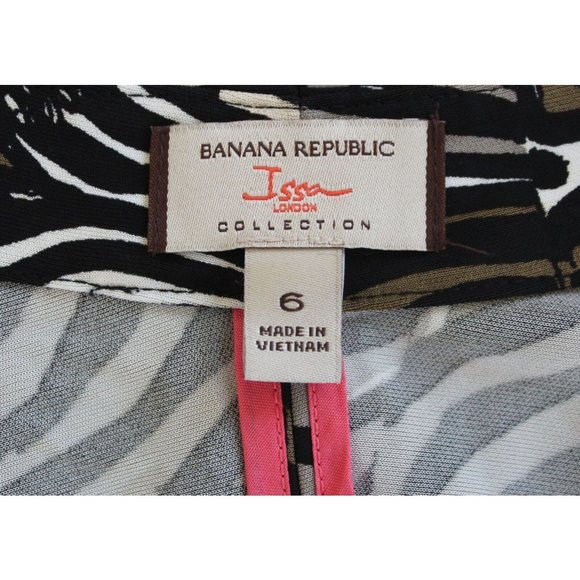 BANANA REPUBLIC
Issa
LONDON
COLLECTION
6
MADE IN
VIETNAM